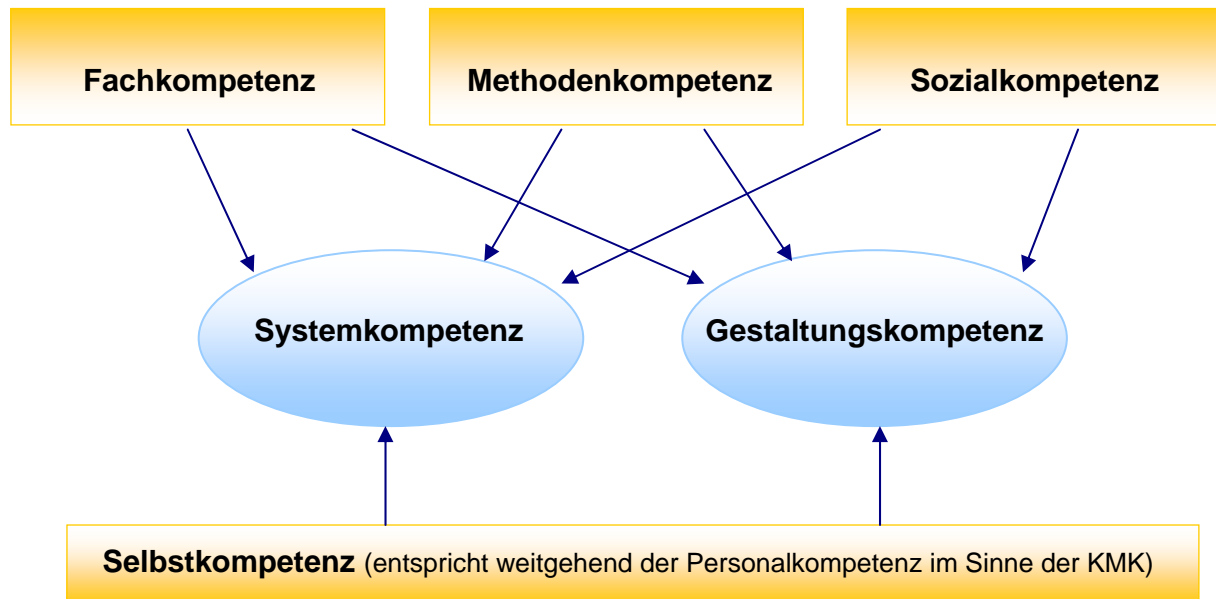 Fachkompetenz
Methodenkompetenz
Sozialkompetenz
Systemkompetenz
Gestaltungskompetenz
Selbstkompetenz (entspricht weitgehend der Personalkompetenz im Sinne der KMK)